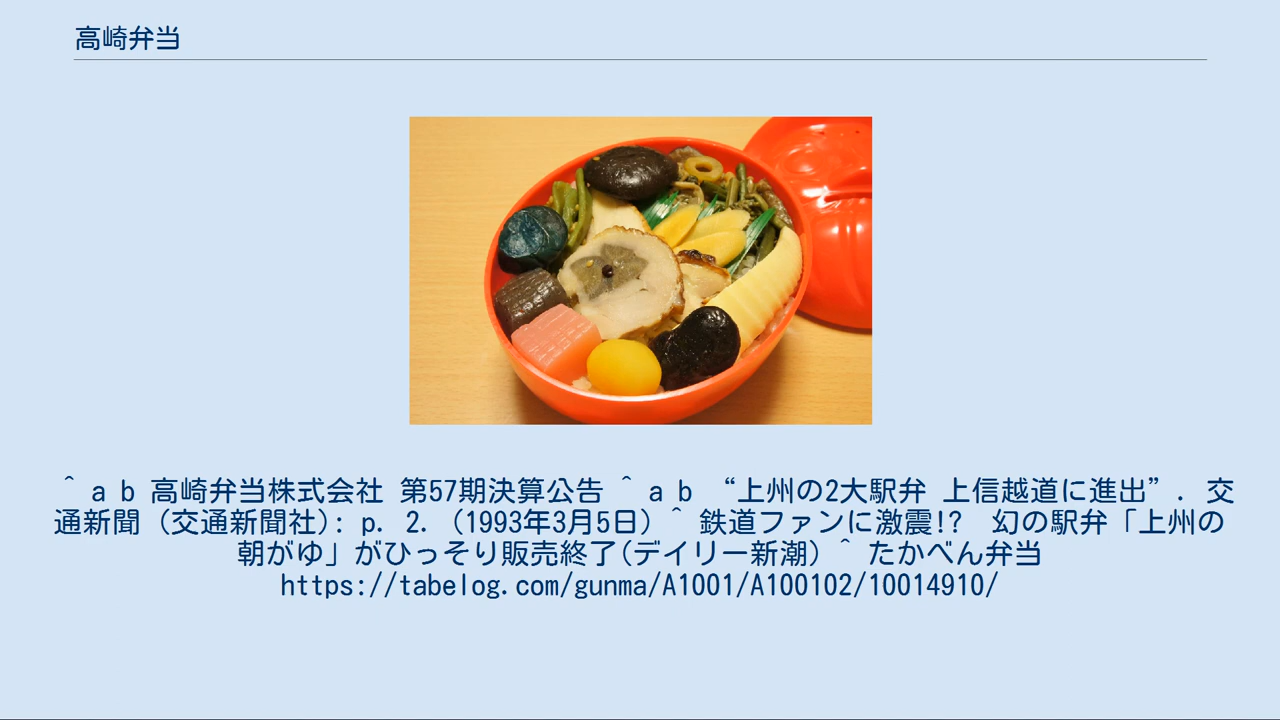 高崎弁当
^ a b 高崎弁当株式会社 第57期決算公告 ^ a b “上州の2大駅弁 上信越道に進出”. 交
通新聞 (交通新聞社): p. 2. (1993年3月5日) ^ 鉄道ファンに激震!?　幻の駅弁「上州の
朝がゆ」がひっそり販売終了(デイリー新潮) ^ たかべん弁当
https://tabelog.com/gunma/A1001/A100102/10014910/